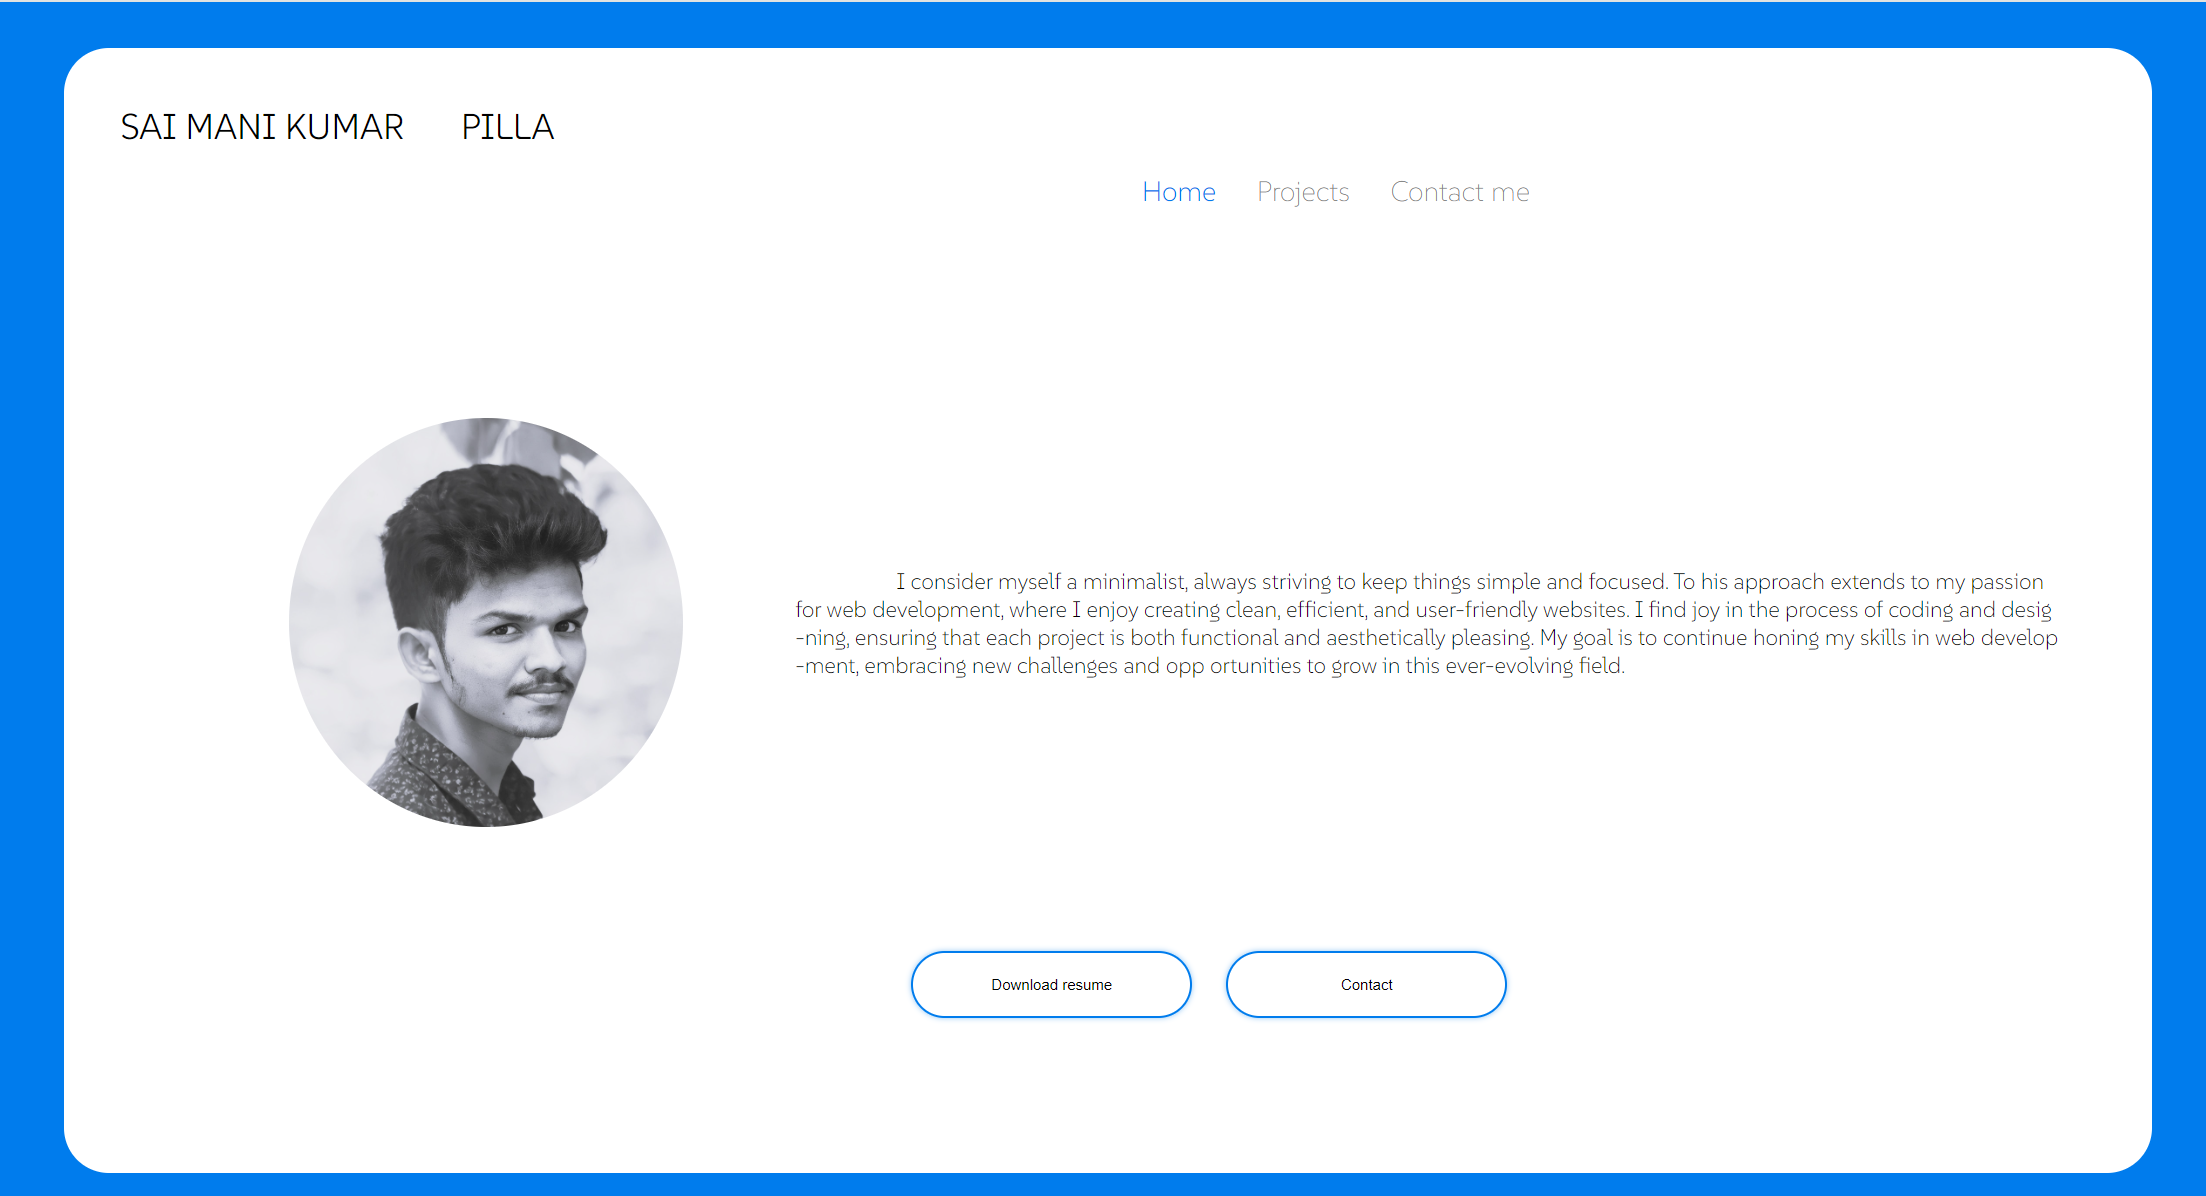 SAI MANI KUMAR PILLA
Home Projects Contact me
I consider myself a minimalist, always striving to keep things simple and focused. To his approach extends to my passion
for web development, where I enjoy creating clean, efficient, and user-friendly websites. I find joy in the process of coding and desig
-ning, ensuring that each project is both functional and aesthetically pleasing. My goal is to continue honing my skills in web develop
-ment, embracing new challenges and opp ortunities to grow in this ever-evolving field.
Download resume Contact